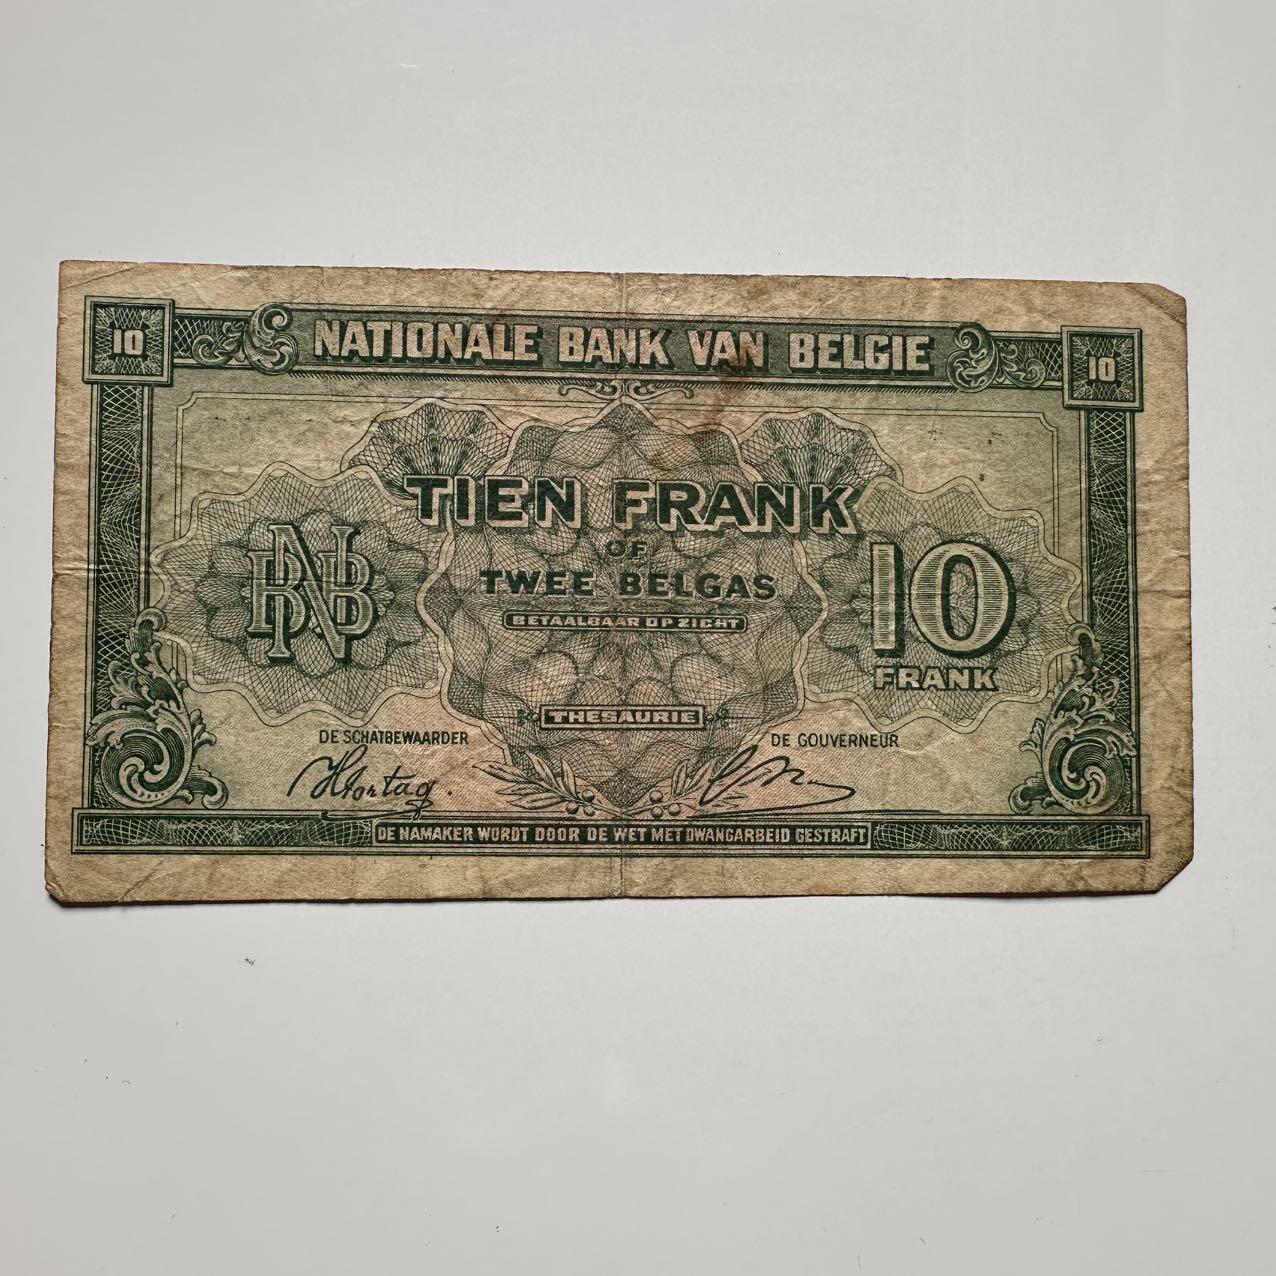 10
NATIONALE BANK VAN BELGIE
10
TIEN FRANK
OF
TWEE BELGAS
BETAALBAAR OP ZICHT
BNB
10
FRANK
THESAURIE
DE SCHATBEWAARDER
DE GOUVERNEUR
DE NAMAKER WORDT DOOR DE WET MET DWANGARBEID GESTRAFT